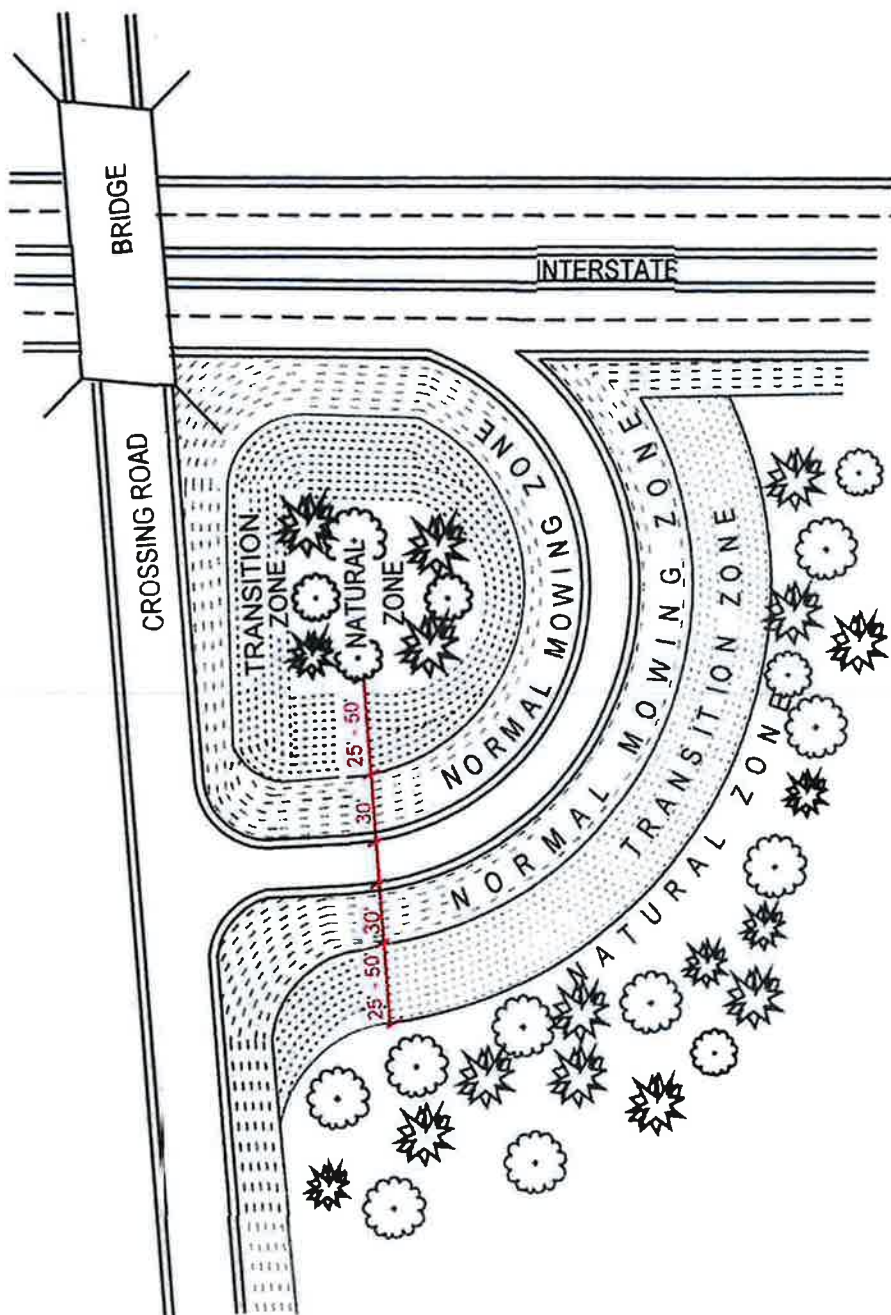 BRIDGE
INTERSTATE
CROSSING ROAD
TRANSITION
ZONE
NATURAL
ZONE
NORMAL MOWING ZONE
NORMAL MOWING ZONE
TRANSITION ZONE
NATURAL ZONE
25' - 50'
30'
30'
25' - 50'